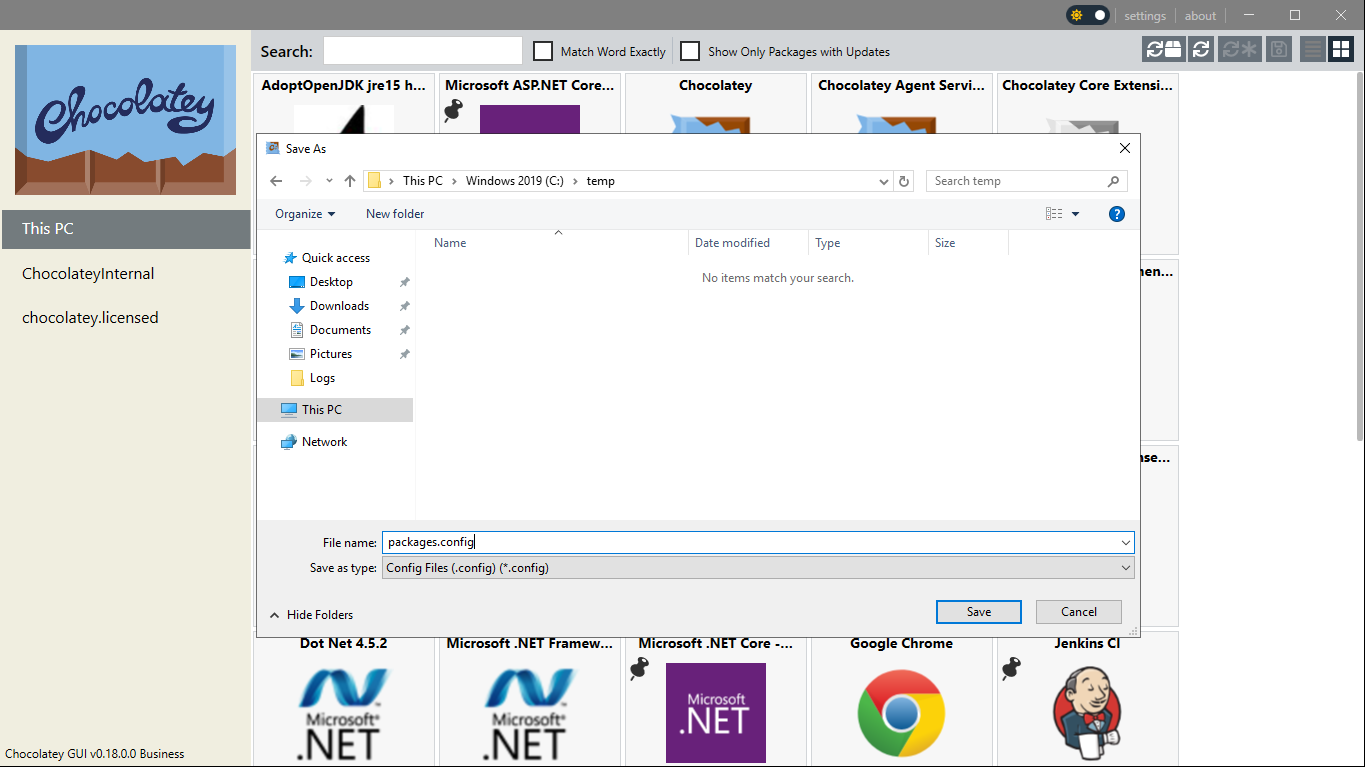 settings
about
Chocolatey
Search:
Match Word Exactly
Show Only Packages with Updates
This PC
ChocolateyInternal
chocolatey.licensed
AdoptOpenJDK jre15 h...
Microsoft ASP.NET Core...
Chocolatey
Chocolatey Agent Servi...
Chocolatey Core Extensi...
Save As
This PC > Windows 2019 (C:) > temp
Search temp
Organize
New folder
?
Name
Date modified
Type
Size
No items match your search.
Quick access
Desktop
Downloads
Documents
Pictures
Logs
This PC
Network
File name: packages.config
Save as type: Config Files (.config) (*.config)
Hide Folders
Save
Cancel
en...
nse...
Dot Net 4.5.2
Microsoft .NET Framew...
Microsoft .NET Core -...
Google Chrome
Jenkins CI
Microsoft®
.NET
Microsoft®
.NET
Microsoft
.NET
Chocolatey GUI v0.18.0.0 Business